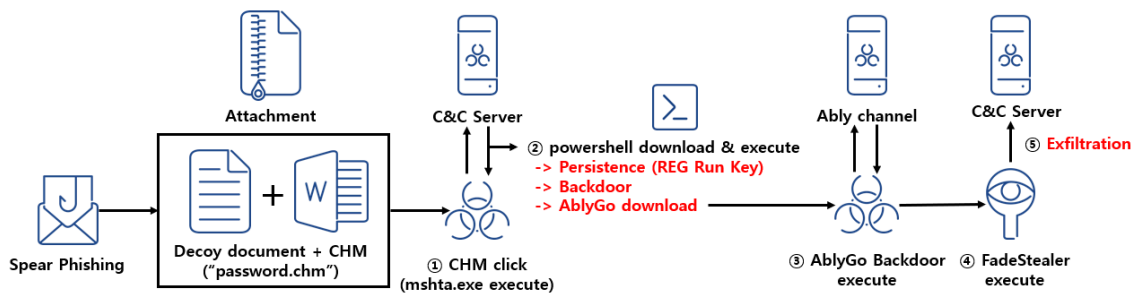 Spear Phishing
Attachment
Decoy document + CHM
("password.chm")
C&C Server
① CHM click
(mshta.exe execute)
② powershell download & execute
-> Persistence (REG Run Key)
-> Backdoor
-> AblyGo download
Ably channel
③ AblyGo Backdoor
execute
C&C Server
⑤ Exfiltration
④ FadeStealer
execute
W